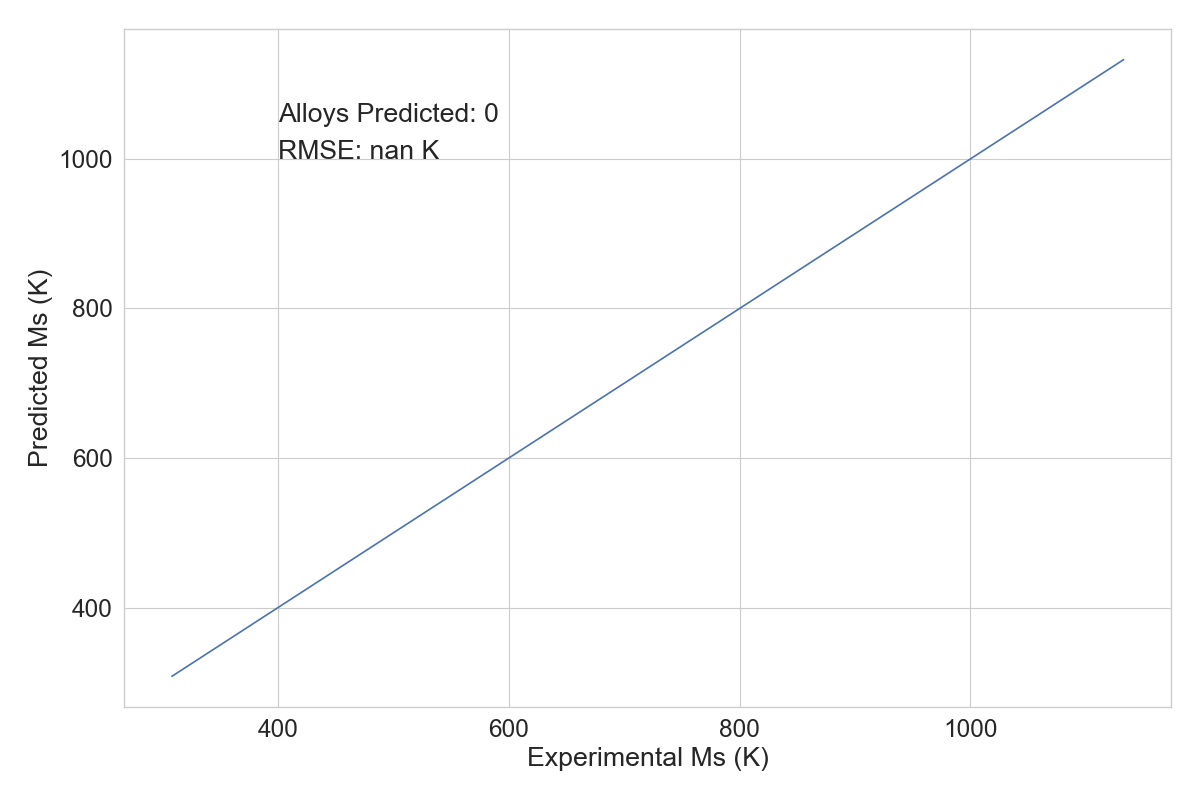 Alloys Predicted: 0
RMSE: nan K
1000
800
600
400
Predicted Ms (K)
400 600 800 1000
Experimental Ms (K)